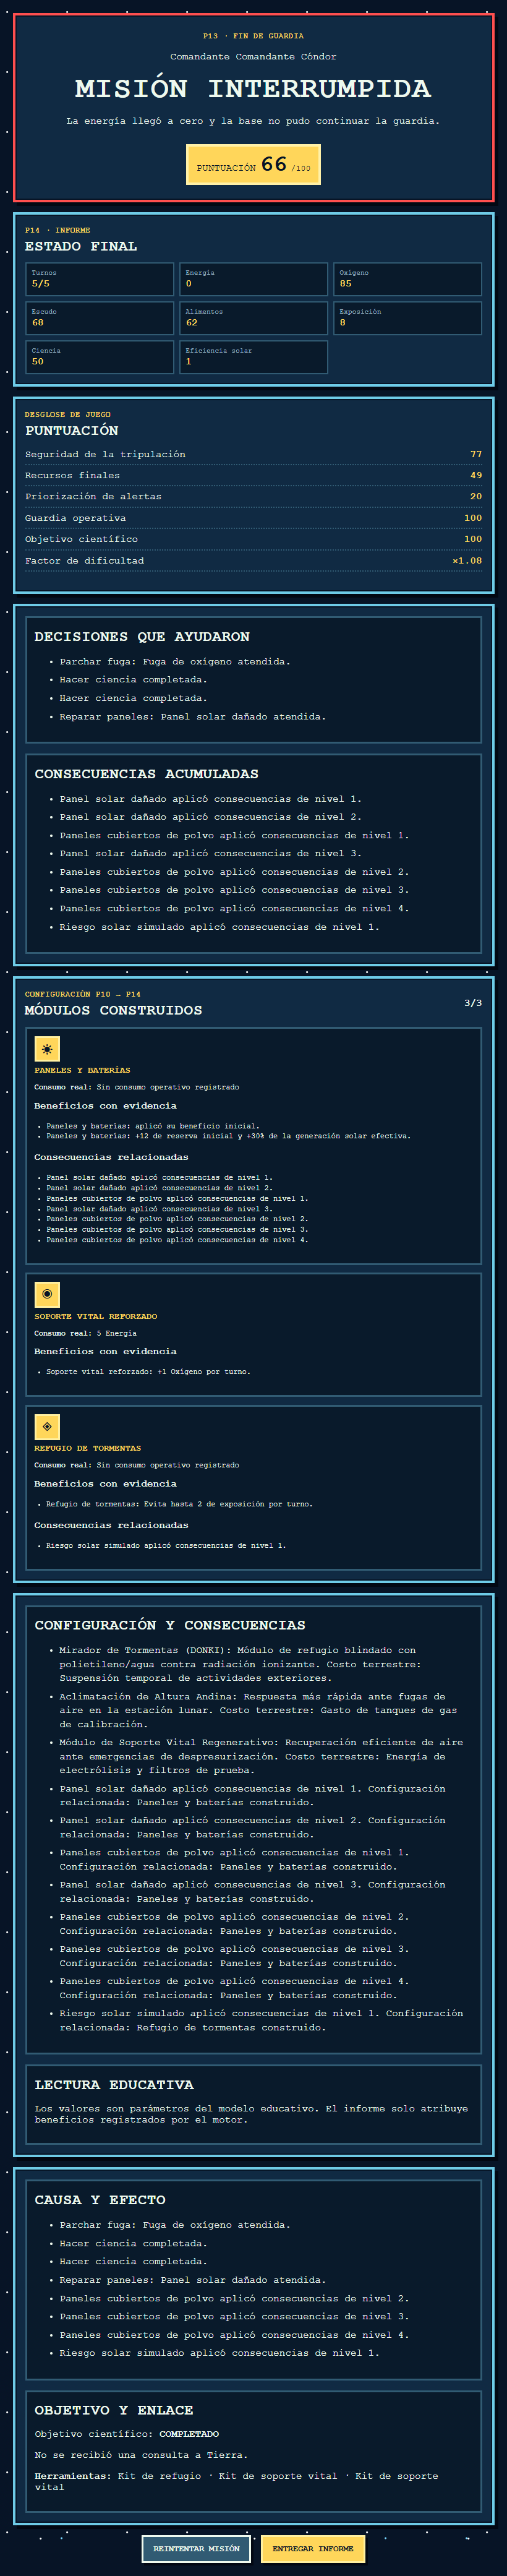 P13 · FIN DE GUARDIA
Comandante Comandante Cóndor
MISIÓN INTERRUMPIDA
La energía llegó a cero y la base no pudo continuar la guardia.
PUNTUACIÓN 66 /100
P14 · INFORME
ESTADO FINAL
Turnos
5/5
Energía
0
Oxígeno
85
Escudo
68
Alimentos
62
Exposición
8
Ciencia
50
Eficiencia solar
1
DESGLOSE DE JUEGO
PUNTUACIÓN
Seguridad de la tripulación 77
Recursos finales 49
Priorización de alertas 20
Guardia operativa 100
Objetivo científico 100
Factor de dificultad ×1.08
DECISIONES QUE AYUDARON
• Parchar fuga: Fuga de oxígeno atendida.
• Hacer ciencia completada.
• Hacer ciencia completada.
• Reparar paneles: Panel solar dañado atendida.
CONSECUENCIAS ACUMULADAS
• Panel solar dañado aplicó consecuencias de nivel 1.
• Panel solar dañado aplicó consecuencias de nivel 2.
• Paneles cubiertos de polvo aplicó consecuencias de nivel 1.
• Panel solar dañado aplicó consecuencias de nivel 3.
• Paneles cubiertos de polvo aplicó consecuencias de nivel 2.
• Paneles cubiertos de polvo aplicó consecuencias de nivel 3.
• Paneles cubiertos de polvo aplicó consecuencias de nivel 4.
• Riesgo solar simulado aplicó consecuencias de nivel 1.
CONFIGURACIÓN P10 → P14
MÓDULOS CONSTRUIDOS
3/3
PANELES Y BATERÍAS
Consumo real: Sin consumo operativo registrado
Beneficios con evidencia
• Paneles y baterías: aplicó su beneficio inicial.
• Paneles y baterías: +12 de reserva inicial y +30% de la generación solar efectiva.
Consecuencias relacionadas
• Panel solar dañado aplicó consecuencias de nivel 1.
• Panel solar dañado aplicó consecuencias de nivel 2.
• Paneles cubiertos de polvo aplicó consecuencias de nivel 1.
• Panel solar dañado aplicó consecuencias de nivel 3.
• Paneles cubiertos de polvo aplicó consecuencias de nivel 2.
• Paneles cubiertos de polvo aplicó consecuencias de nivel 3.
• Paneles cubiertos de polvo aplicó consecuencias de nivel 4.
SOPORTE VITAL REFORZADO
Consumo real: 5 Energía
Beneficios con evidencia
• Soporte vital reforzado: +1 Oxígeno por turno.
REFUGIO DE TORMENTAS
Consumo real: Sin consumo operativo registrado
Beneficios con evidencia
• Refugio de tormentas: Evita hasta 2 de exposición por turno.
Consecuencias relacionadas
• Riesgo solar simulado aplicó consecuencias de nivel 1.
CONFIGURACIÓN Y CONSECUENCIAS
• Mirador de Tormentas (DONKI): Módulo de refugio blindado con
polietileno/agua contra radiación ionizante. Costo terrestre:
Suspensión temporal de actividades exteriores.
• Aclimatación de Altura Andina: Respuesta más rápida ante fugas de
aire en la estación lunar. Costo terrestre: Gasto de tanques de gas
de calibración.
• Módulo de Soporte Vital Regenerativo: Recuperación eficiente de aire
ante emergencias de despresurización. Costo terrestre: Energía de
electrólisis y filtros de prueba.
• Panel solar dañado aplicó consecuencias de nivel 1. Configuración
relacionada: Paneles y baterías construido.
• Panel solar dañado aplicó consecuencias de nivel 2. Configuración
relacionada: Paneles y baterías construido.
• Paneles cubiertos de polvo aplicó consecuencias de nivel 1.
Configuración relacionada: Paneles y baterías construido.
• Panel solar dañado aplicó consecuencias de nivel 3. Configuración
relacionada: Paneles y baterías construido.
• Paneles cubiertos de polvo aplicó consecuencias de nivel 2.
Configuración relacionada: Paneles y baterías construido.
• Paneles cubiertos de polvo aplicó consecuencias de nivel 3.
Configuración relacionada: Paneles y baterías construido.
• Paneles cubiertos de polvo aplicó consecuencias de nivel 4.
Configuración relacionada: Paneles y baterías construido.
• Riesgo solar simulado aplicó consecuencias de nivel 1. Configuración
relacionada: Refugio de tormentas construido.
LECTURA EDUCATIVA
Los valores son parámetros del modelo educativo. El informe solo atribuye
beneficios registrados por el motor.
CAUSA Y EFECTO
• Parchar fuga: Fuga de oxígeno atendida.
• Hacer ciencia completada.
• Hacer ciencia completada.
• Reparar paneles: Panel solar dañado atendida.
• Paneles cubiertos de polvo aplicó consecuencias de nivel 2.
• Paneles cubiertos de polvo aplicó consecuencias de nivel 3.
• Paneles cubiertos de polvo aplicó consecuencias de nivel 4.
• Riesgo solar simulado aplicó consecuencias de nivel 1.
OBJETIVO Y ENLACE
Objetivo científico: COMPLETADO
No se recibió una consulta a Tierra.
Herramientas: Kit de refugio · Kit de soporte vital · Kit de soporte
vital
REINTENTAR MISIÓN
ENTREGAR INFORME